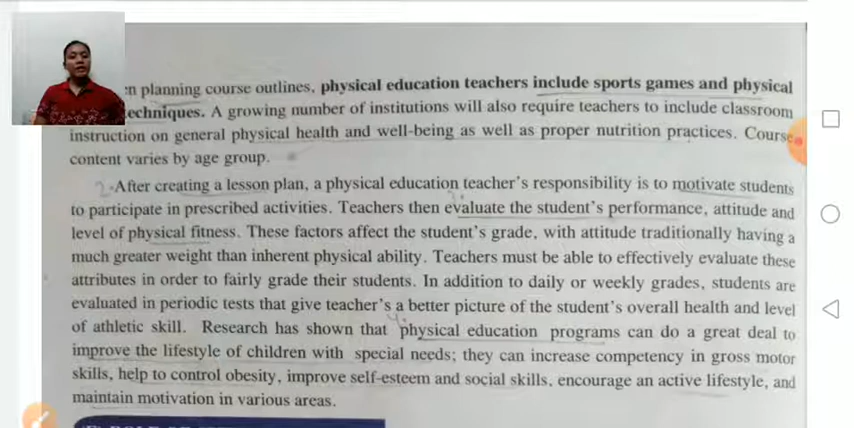 n planning course outlines, physical education teachers include sports games and physical
echniques. A growing number of institutions will also require teachers to include classroom
instruction on general physical health and well-being as well as proper nutrition practices. Course
content varies by age group.
2. After creating a lesson plan, a physical education teacher's responsibility is to motivate students
to participate in prescribed activities. Teachers then evaluate the student's performance, attitude and
level of physical fitness. These factors affect the student's grade, with attitude traditionally having a
much greater weight than inherent physical ability. Teachers must be able to effectively evaluate these
attributes in order to fairly grade their students. In addition to daily or weekly grades, students are
evaluated in periodic tests that give teacher's a better picture of the student's overall health and level
of athletic skill. Research has shown that physical education programs can do a great deal to
improve the lifestyle of children with special needs; they can increase competency in gross motor
skills, help to control obesity, improve self-esteem and social skills, encourage an active lifestyle, and
maintain motivation in various areas.